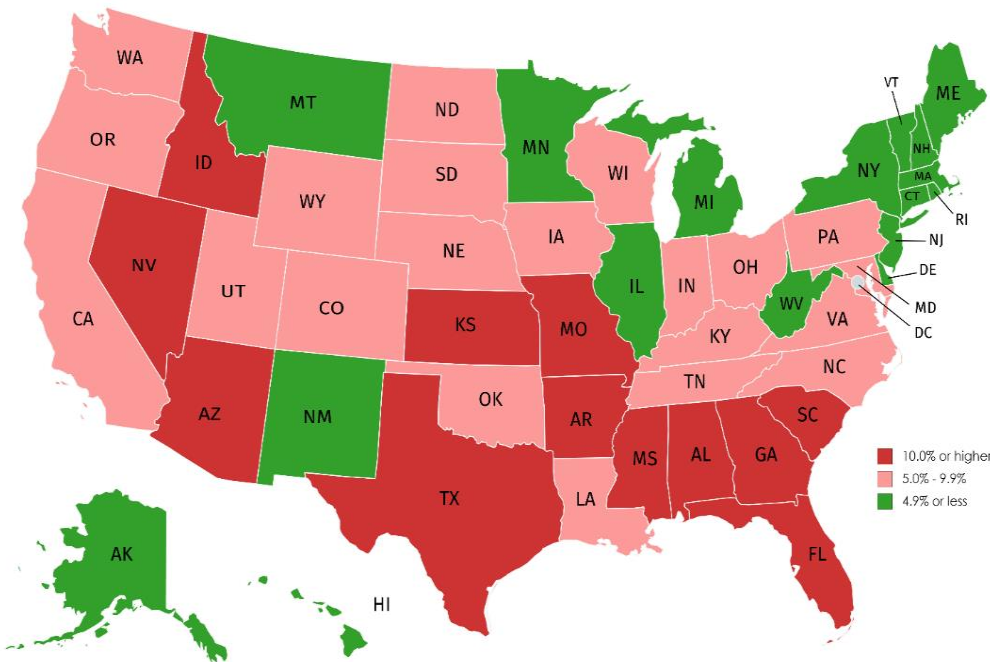 WA
MT
ND
MN
VT
ME
OR
ID
SD
WI
NY
NH
MA
CT
RI
WY
MI
IA
PA
NJ
NE
NV
UT
CO
IL
IN
OH
DE
WV
MD
DC
CA
KS
MO
KY
VA
TN
NC
AZ
NM
OK
AR
SC
MS
AL
GA
TX
LA
10.0% or higher
5.0% - 9.9%
4.9% or less
AK
FL
HI